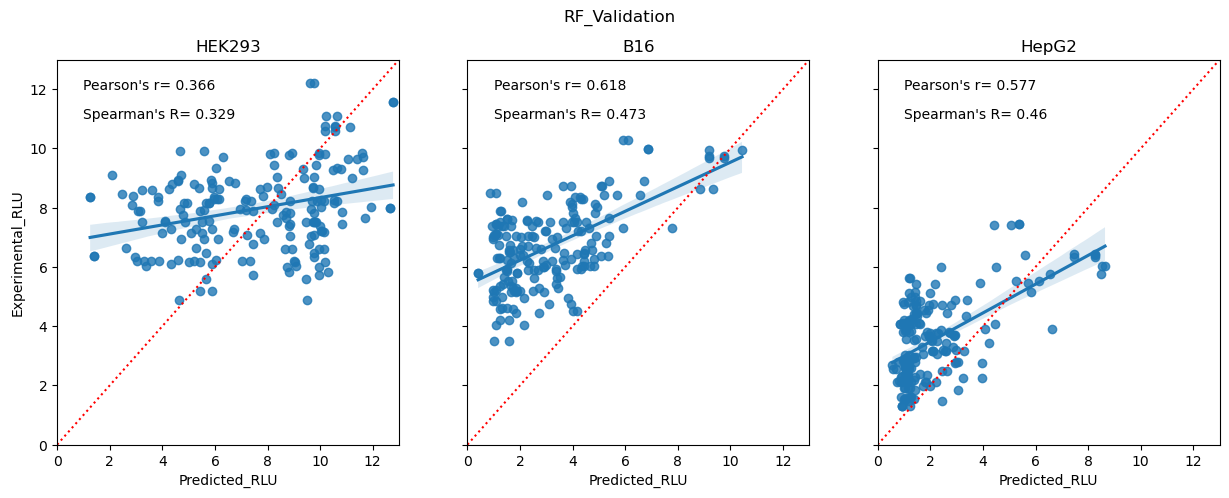 RF_Validation
HEK293
B16
HepG2
Pearson's r= 0.366
Spearman's R= 0.329
Pearson's r= 0.618
Spearman's R= 0.473
Pearson's r= 0.577
Spearman's R= 0.46
Experimental_RLU
12
10
8
6
4
2
0
0 2 4 6 8 10 12
0 2 4 6 8 10 12
0 2 4 6 8 10 12
Predicted_RLU
Predicted_RLU
Predicted_RLU